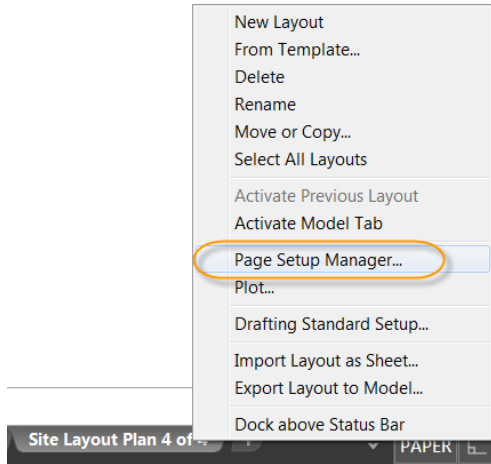 New Layout
From Template...
Delete
Rename
Move or Copy...
Select All Layouts
Activate Previous Layout
Activate Model Tab
Page Setup Manager...
Plot...
Drafting Standard Setup...
Import Layout as Sheet...
Export Layout to Model...
Dock above Status Bar
Site Layout Plan 4 of 4
PAPER